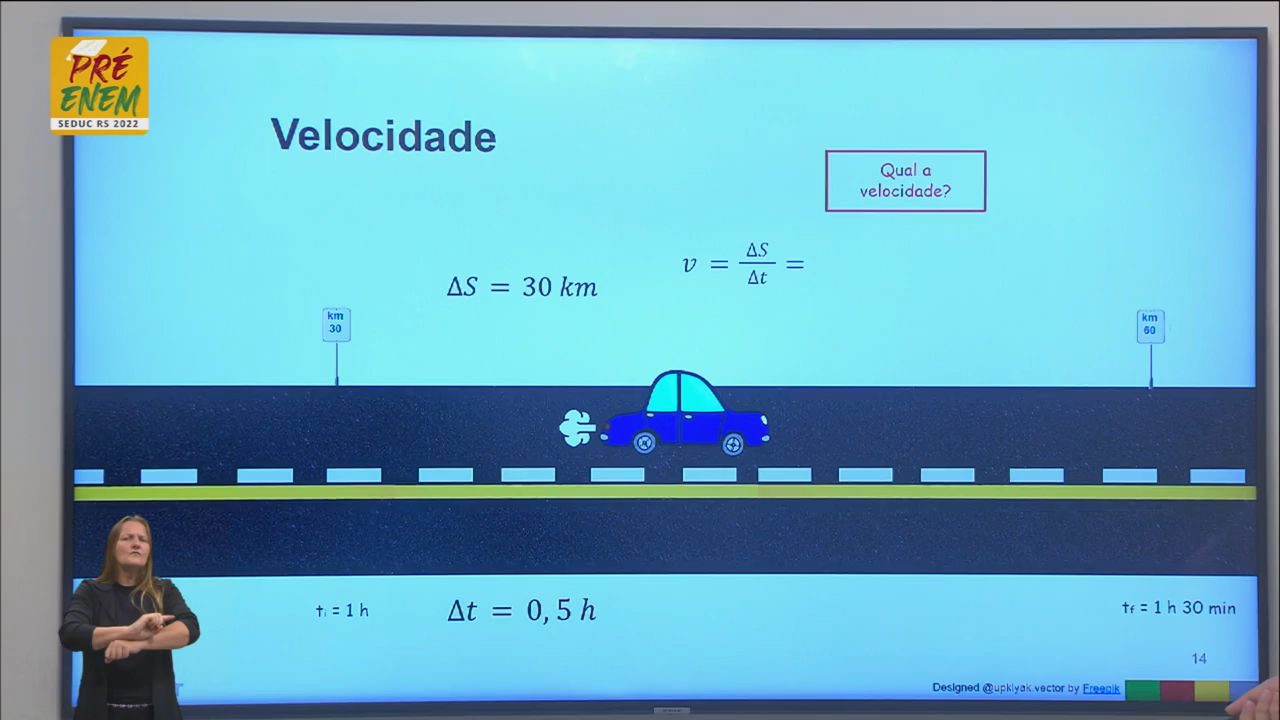 PRÉ
ENEM
SEDUC RS 2022
Velocidade
Qual a
velocidade?
ΔS = 30 km
v = ΔS/Δt =
km
30
km
60
tᵢ = 1 h
Δt = 0,5 h
t_f = 1 h 30 min
14
Designed @upklyak.vector by Freepik